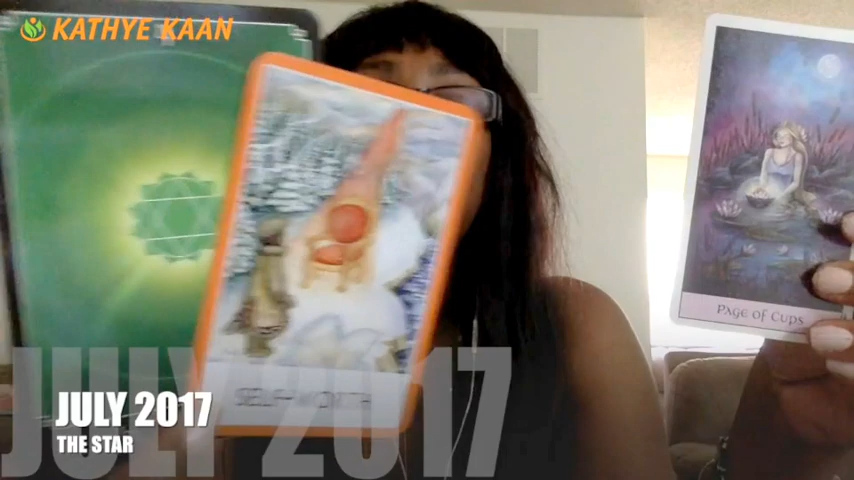 KATHYE KAAN
SELF-WORTH
PAGE OF CUPS
JULY 2017
JULY 2017
THE STAR